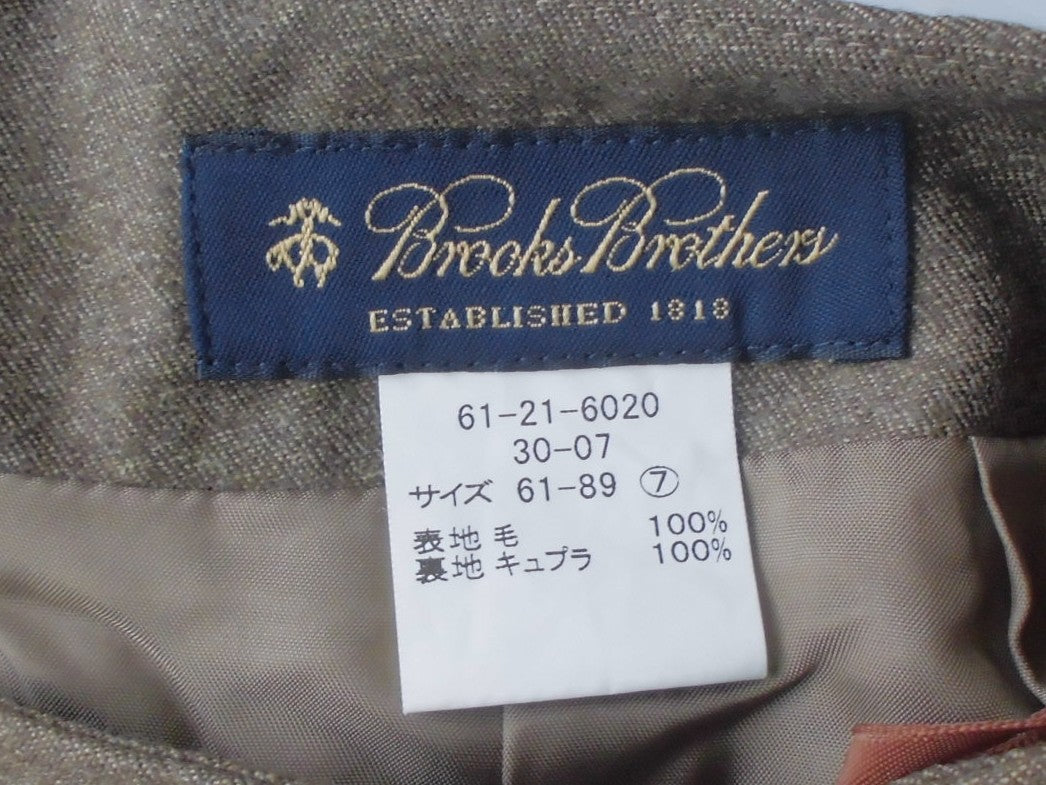 Brooks Brothers
ESTABLISHED 1818
61-21-6020
30-07
サイズ 61-89 ⑦
表地 毛 100%
裏地 キュプラ 100%